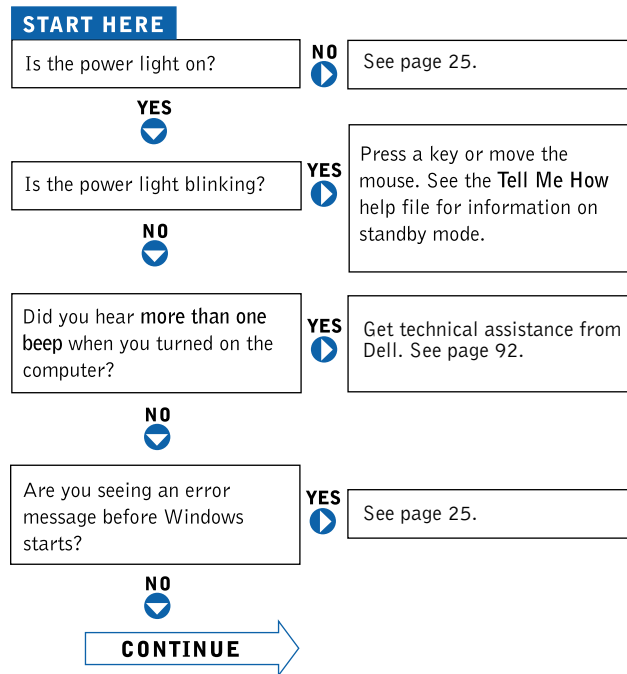 START HERE
Is the power light on?
NO
See page 25.
YES
Is the power light blinking?
YES
Press a key or move the
mouse. See the Tell Me How
help file for information on
standby mode.
NO
Did you hear more than one
beep when you turned on the
computer?
YES
Get technical assistance from
Dell. See page 92.
NO
Are you seeing an error
message before Windows
starts?
YES
See page 25.
NO
CONTINUE